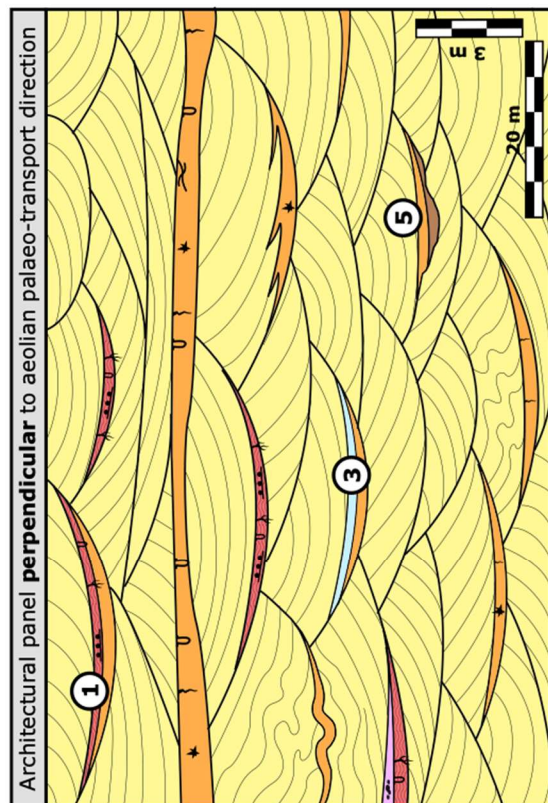 Architectural panel perpendicular to aeolian palaeo-transport direction
1
3
5
3 m
20 m